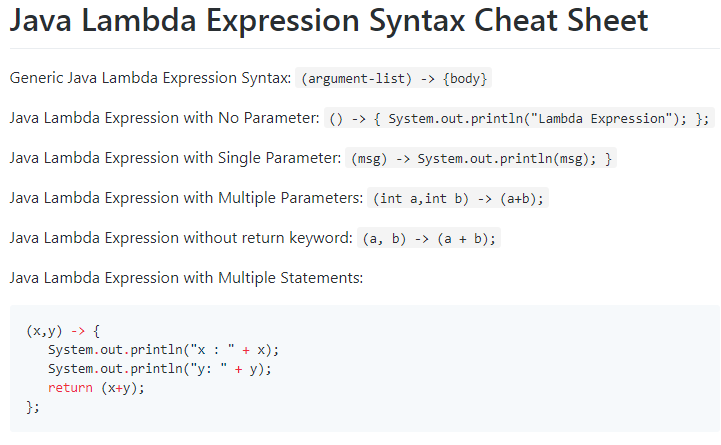 Java Lambda Expression Syntax Cheat Sheet
Generic Java Lambda Expression Syntax: (argument-list) -> {body}
Java Lambda Expression with No Parameter: () -> { System.out.println("Lambda Expression"); };
Java Lambda Expression with Single Parameter: (msg) -> System.out.println(msg); }
Java Lambda Expression with Multiple Parameters: (int a,int b) -> (a+b);
Java Lambda Expression without return keyword: (a, b) -> (a + b);
Java Lambda Expression with Multiple Statements:
(x,y) -> {
   System.out.println("x : " + x);
   System.out.println("y: " + y);
   return (x+y);
};